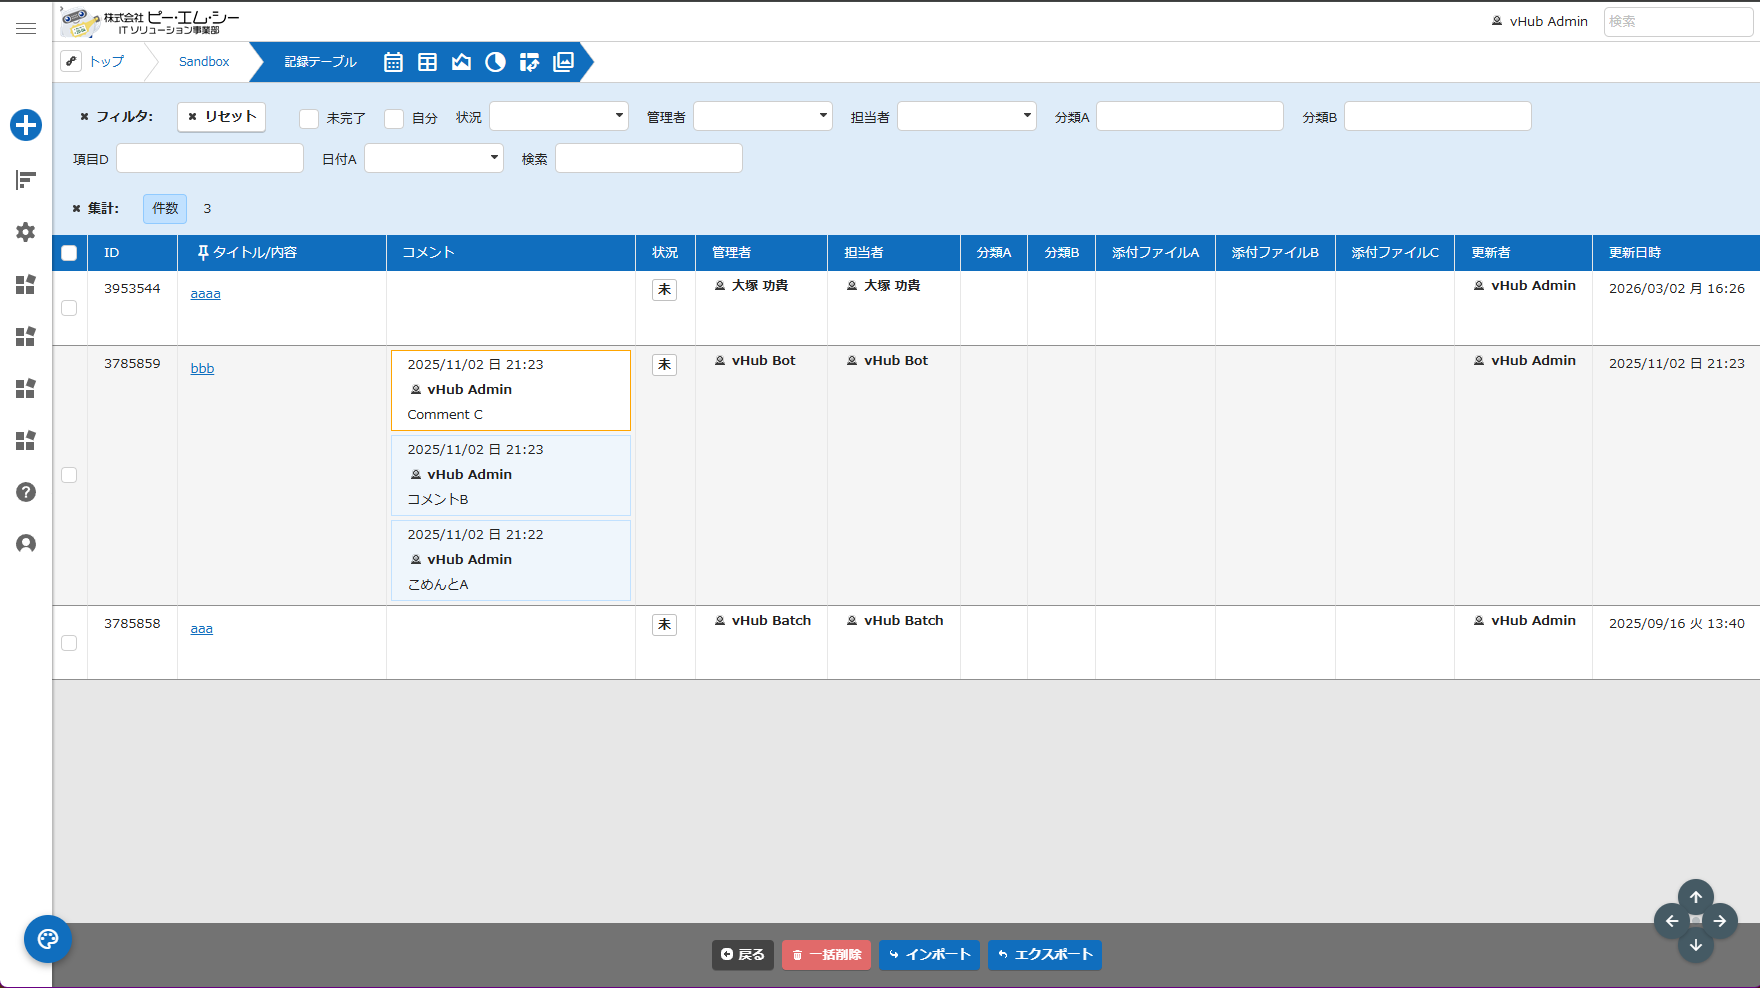 株式会社 ピー・エム・シー
ITソリューション事業部
vHub Admin
検索
トップ
Sandbox
記録テーブル
フィルタ: リセット 未完了 自分 状況 管理者 担当者 分類A 分類B
項目D 日付A 検索
集計: 件数 3
ID タイトル/内容 コメント 状況 管理者 担当者 分類A 分類B 添付ファイルA 添付ファイルB 添付ファイルC 更新者 更新日時
3953544 aaaa 未 大塚 功貴 大塚 功貴 vHub Admin 2026/03/02 月 16:26
3785859 bbb 未 vHub Bot vHub Bot vHub Admin 2025/11/02 日 21:23
2025/11/02 日 21:23
vHub Admin
Comment C
2025/11/02 日 21:23
vHub Admin
コメントB
2025/11/02 日 21:22
vHub Admin
こめんとA
3785858 aaa 未 vHub Batch vHub Batch vHub Admin 2025/09/16 火 13:40
戻る 一括削除 インポート エクスポート